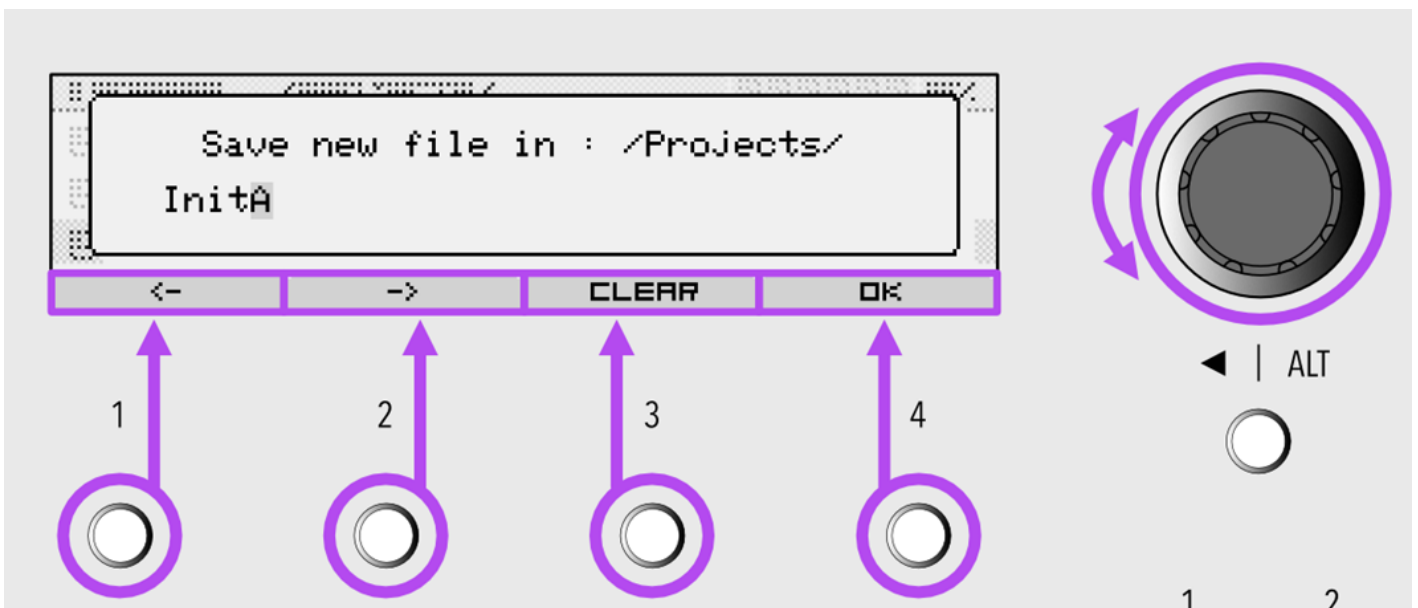 Save new file in : /Projects/
InitA
<- -> CLEAR OK
◀ | ALT
1 2 3 4
1 2